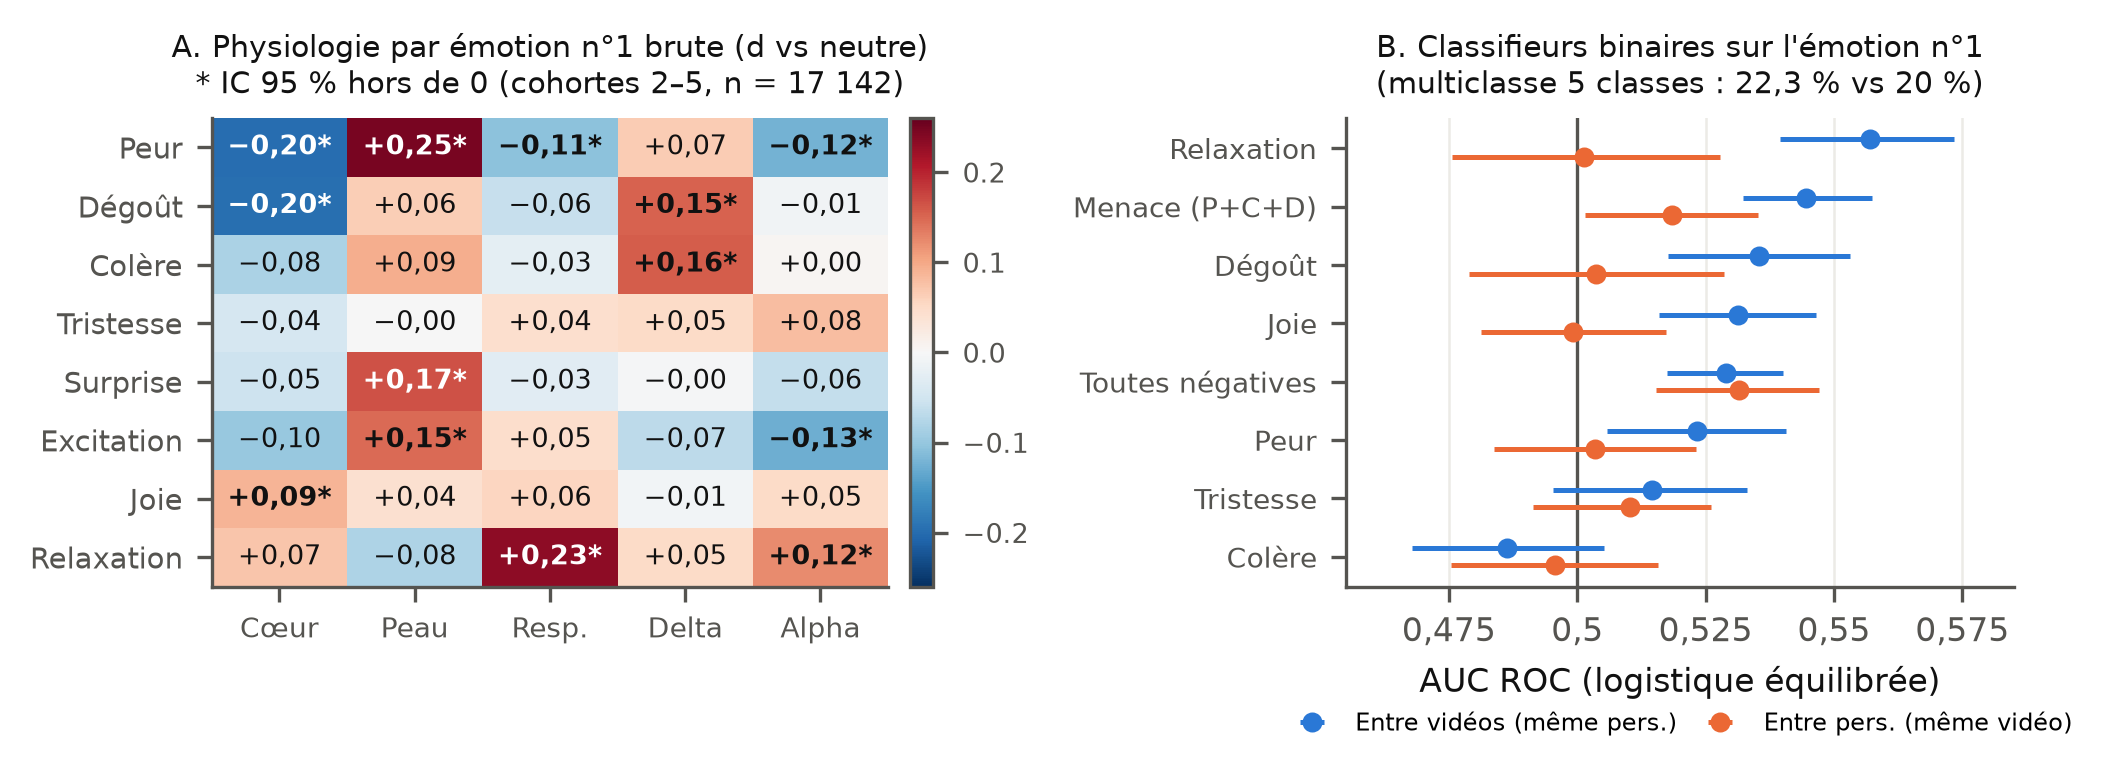 A. Physiologie par émotion n°1 brute (d vs neutre)
* IC 95 % hors de 0 (cohortes 2–5, n = 17 142)
Peur −0,20* +0,25* −0,11* +0,07 −0,12*
Dégoût −0,20* +0,06 −0,06 +0,15* −0,01
Colère −0,08 +0,09 −0,03 +0,16* +0,00
Tristesse −0,04 −0,00 +0,04 +0,05 +0,08
Surprise −0,05 +0,17* −0,03 −0,00 −0,06
Excitation −0,10 +0,15* +0,05 −0,07 −0,13*
Joie +0,09* +0,04 +0,06 −0,01 +0,05
Relaxation +0,07 −0,08 +0,23* +0,05 +0,12*
Cœur Peau Resp. Delta Alpha
0.2
0.1
0.0
−0.1
−0.2
B. Classifieurs binaires sur l'émotion n°1
(multiclasse 5 classes : 22,3 % vs 20 %)
Relaxation
Menace (P+C+D)
Dégoût
Joie
Toutes négatives
Peur
Tristesse
Colère
0,475 0,5 0,525 0,55 0,575
AUC ROC (logistique équilibrée)
Entre vidéos (même pers.) Entre pers. (même vidéo)